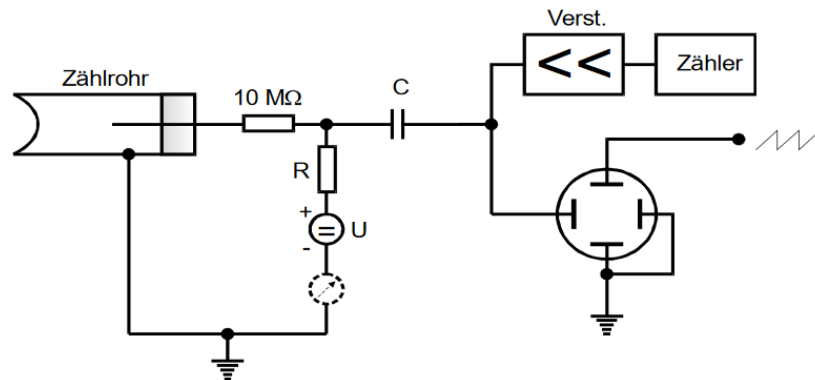 Verst.
Zählrohr
<<
Zähler
10 MΩ
C
R
+
=
U
-